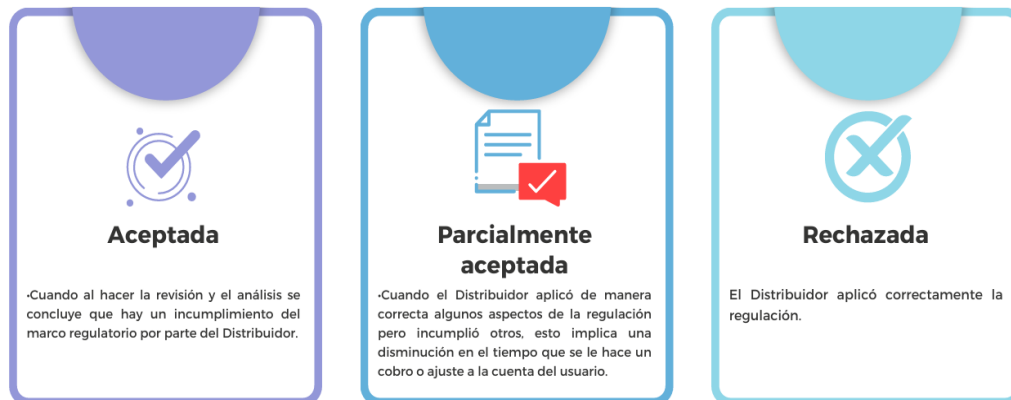 Aceptada
•Cuando al hacer la revisión y el análisis se
concluye que hay un incumplimiento del
marco regulatorio por parte del Distribuidor.
Parcialmente
aceptada
•Cuando el Distribuidor aplicó de manera
correcta algunos aspectos de la regulación
pero incumplió otros, esto implica una
disminución en el tiempo que se le hace un
cobro o ajuste a la cuenta del usuario.
Rechazada
El Distribuidor aplicó correctamente la
regulación.